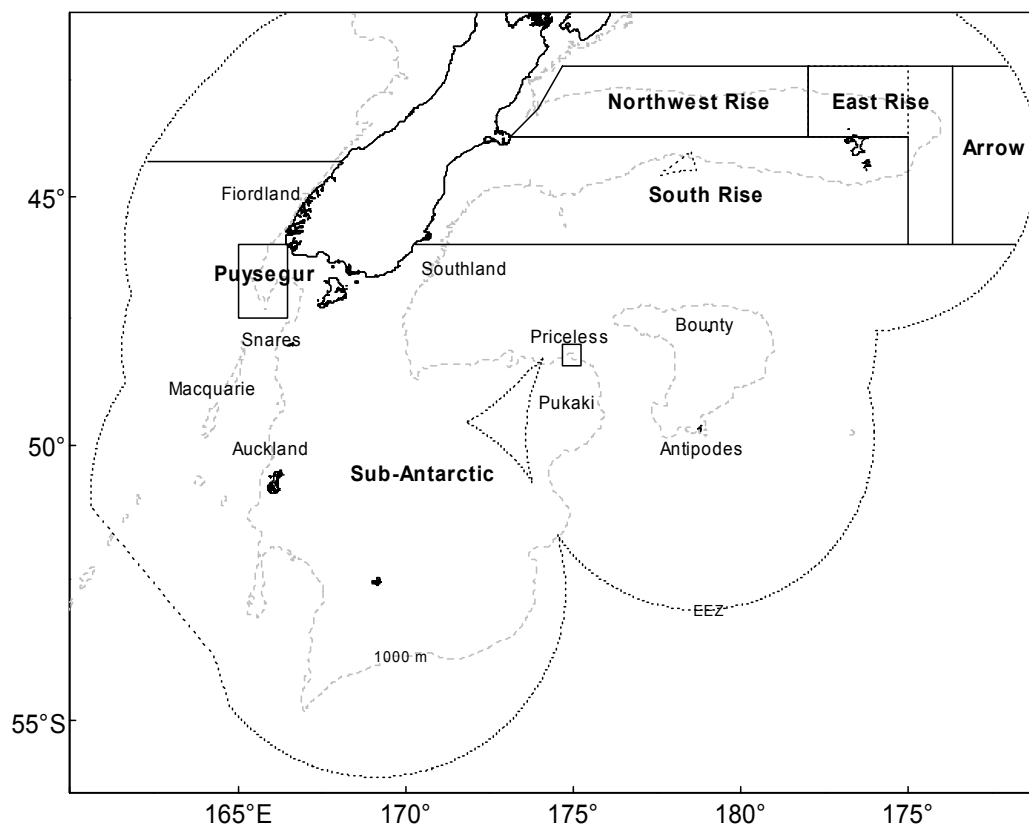 Northwest Rise
East Rise
Arrow
45°
Fiordland
South Rise
Puysegur
Southland
Snares
Priceless
Bounty
Macquarie
Pukaki
50°
Auckland
Antipodes
Sub-Antarctic
EEZ
1000 m
55°S
165°E
170°
175°
180°
175°